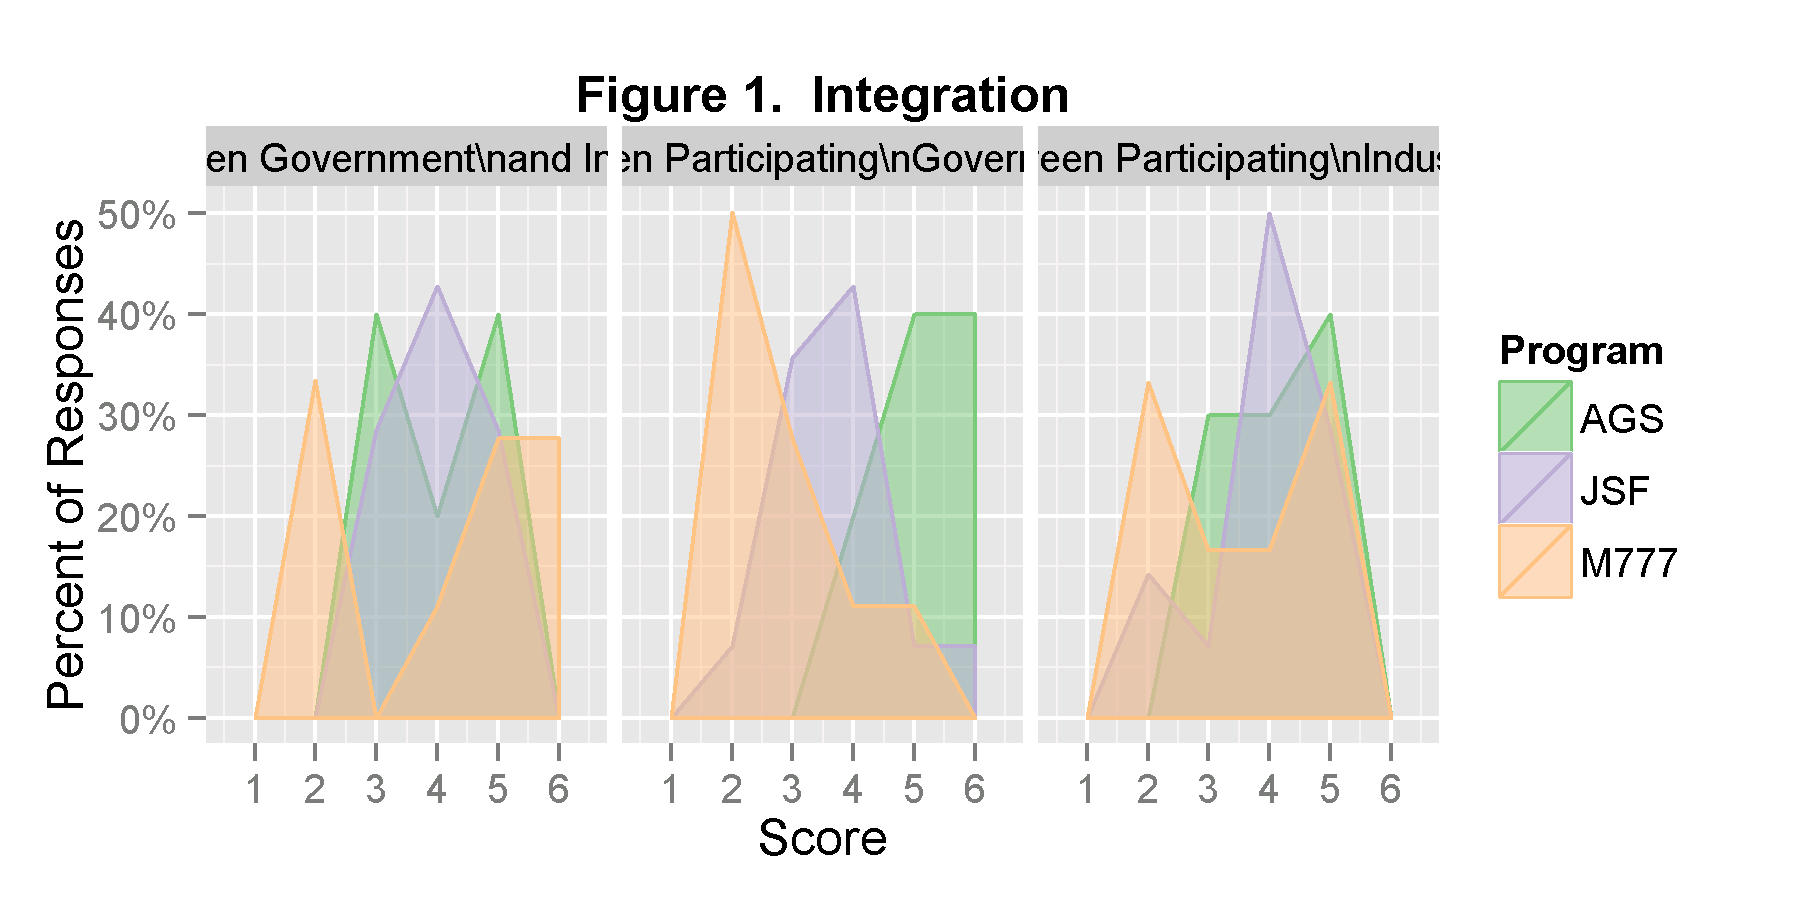 Figure 1.  Integration
en Government\nand In
en Participating\nGovern
een Participating\nIndus
Percent of Responses
50%
40%
30%
20%
10%
0%
1 2 3 4 5 6
1 2 3 4 5 6
1 2 3 4 5 6
Score
Program
AGS
JSF
M777